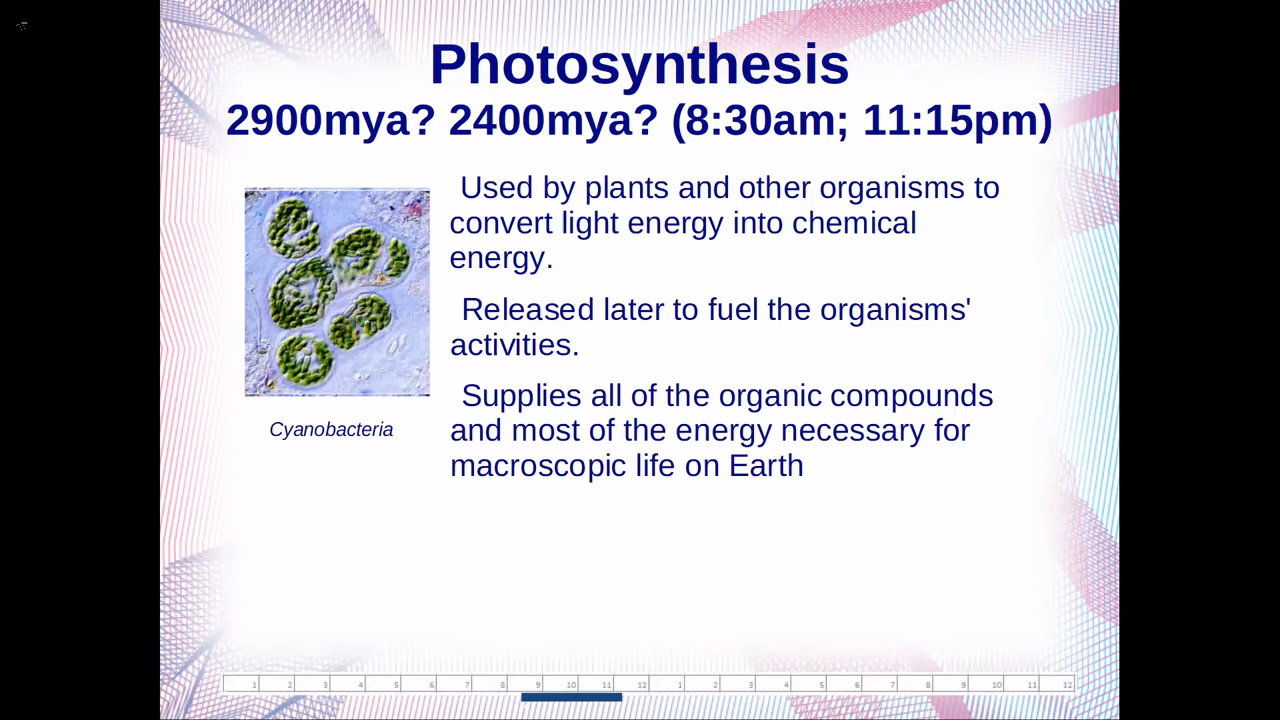 Photosynthesis
2900mya? 2400mya? (8:30am; 11:15pm)
Used by plants and other organisms to
convert light energy into chemical
energy.
Released later to fuel the organisms'
activities.
Supplies all of the organic compounds
and most of the energy necessary for
macroscopic life on Earth
Cyanobacteria
1 2 3 4 5 6 7 8 9 10 11 12 1 2 3 4 5 6 7 8 9 10 11 12